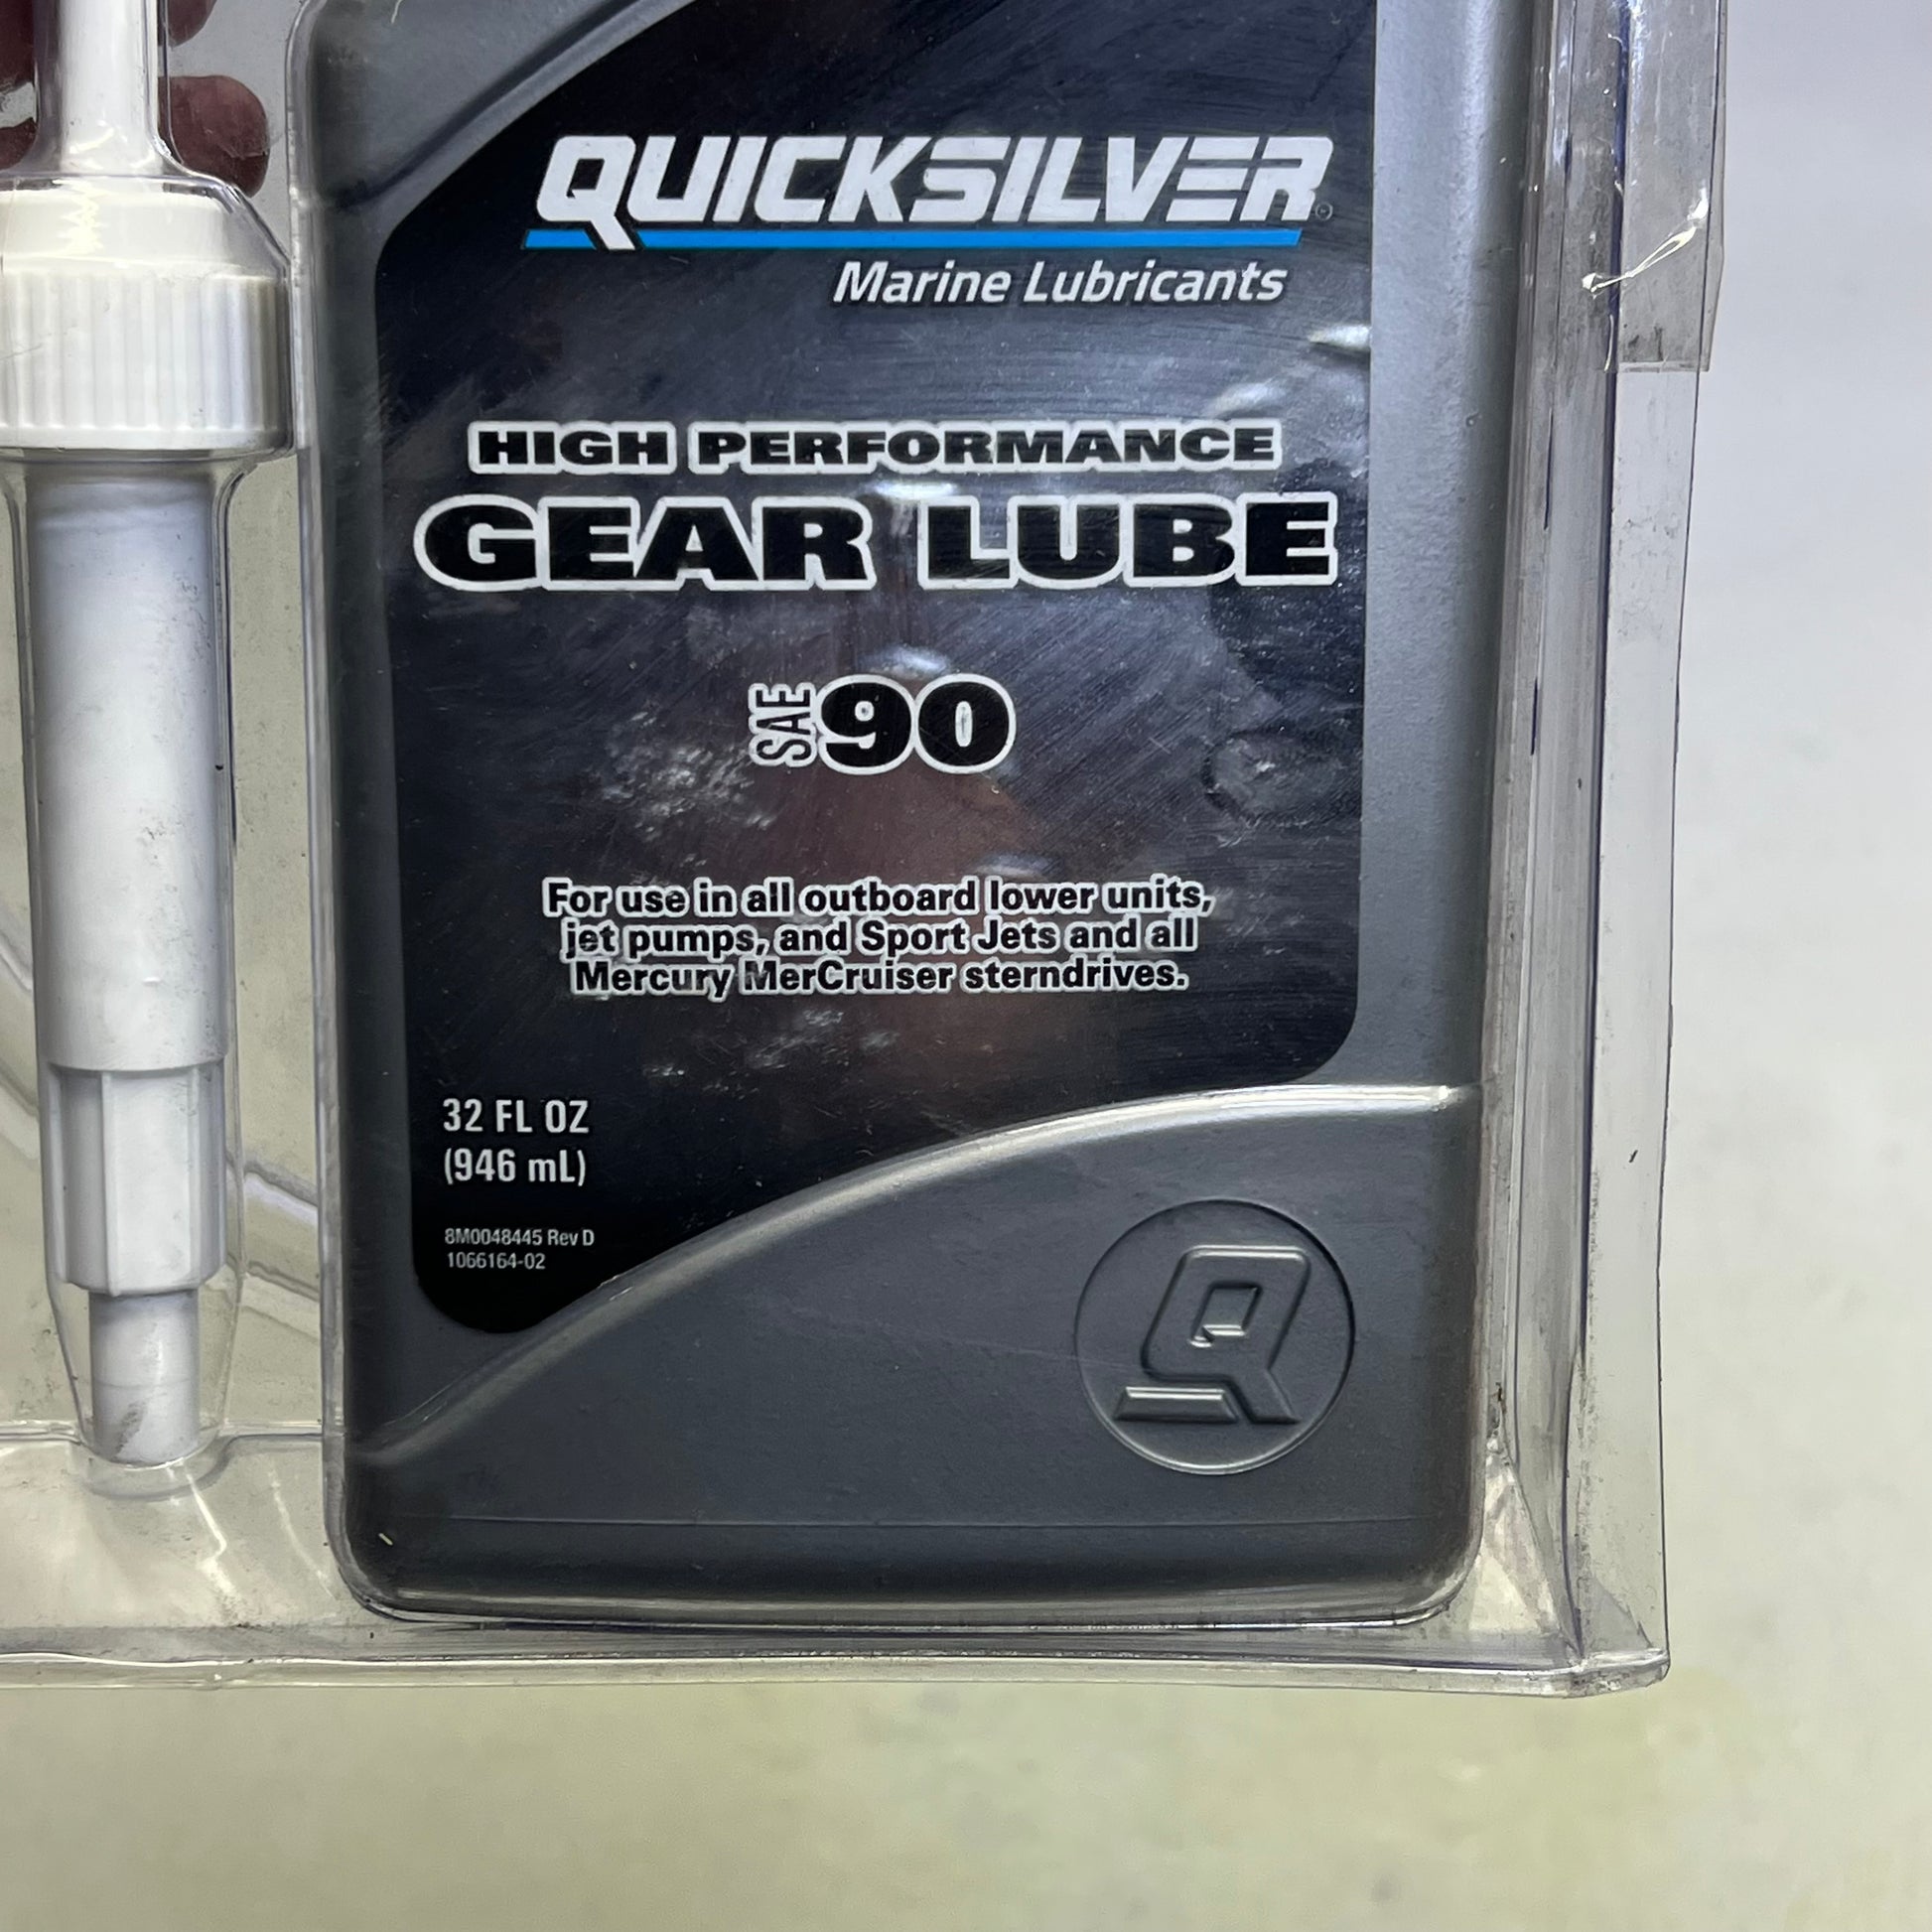 QUICKSILVER®
Marine Lubricants
HIGH PERFORMANCE
GEAR LUBE
SAE 90
For use in all outboard lower units,
jet pumps, and Sport Jets and all
Mercury MerCruiser sterndrives.
32 FL OZ
(946 mL)
8M0048445 Rev D
1066164-02
Q